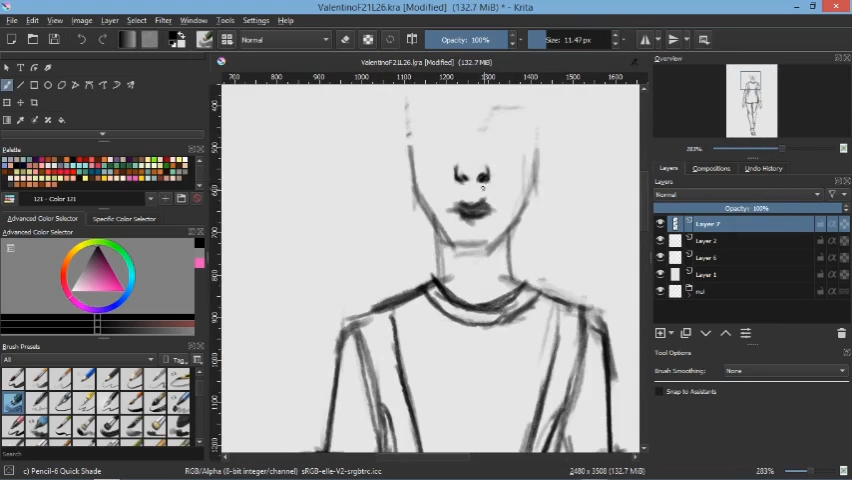 ValentinoF21L26.kra [Modified] (132.7 MiB) * - Krita
File Edit View Image Layer Select Filter Window Tools Settings Help
Normal Opacity: 100% Size: 11.47 px
ValentinoF21L26.kra [Modified] (132.7 MiB)
Overview
700 800 900 1000 1100 1200 1300 1400 1500 1600
283%
Palette
121 - Color 121
Layers Compositions Undo History
Layers
Normal
Opacity: 100%
Advanced Color Selector Specific Color Selector
Advanced Color Selector
Layer 7
Layer 2
Layer 6
Layer 1
nul
Brush Presets
All Tag
Tool Options
Brush Smoothing: None
Snap to Assistants
Search
c) Pencil-6 Quick Shade RGB/Alpha (8-bit integer/channel) sRGB-elle-V2-srgbtrc.icc 2480 x 3508 (132.7 MiB) 283%